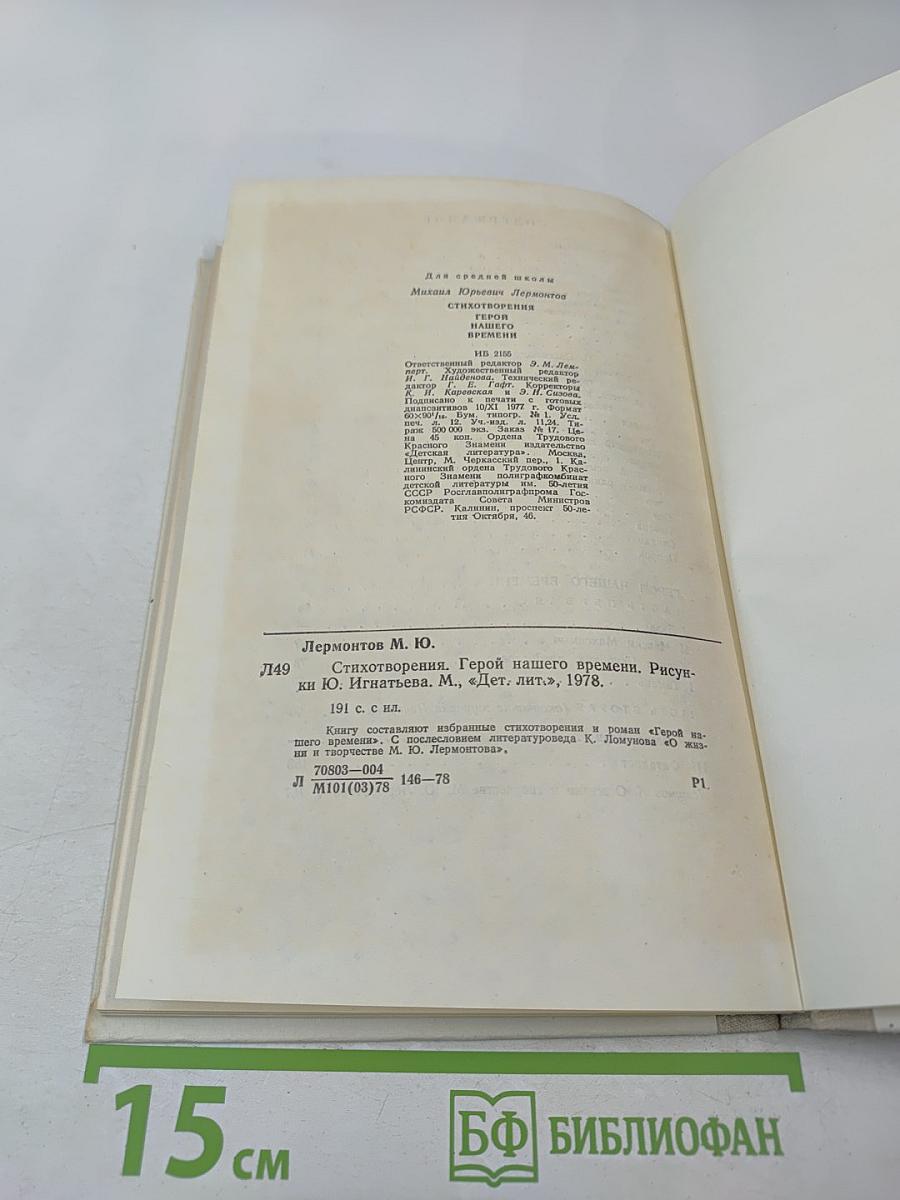 Для средней школы
Михаил Юрьевич Лермонтов
СТИХОТВОРЕНИЯ
ГЕРОЙ
НАШЕГО
ВРЕМЕНИ
ИБ 2155
Ответственный редактор Э. М. Лем-
перт. Художественный редактор
И. Г. Найденова. Технический ре-
дактор Г. Е. Гафт. Корректоры
К. И. Каревская и Э. Н. Сизова.
Подписано к печати с готовых
диапозитивов 10/XI 1977 г. Формат
60×90¹/₁₆. Бум. типогр. № 1. Усл.
печ. л. 12. Уч.-изд. л. 11,24. Ти-
раж 500 000 экз. Заказ № 17. Це-
на 45 коп. Ордена Трудового
Красного Знамени издательство
«Детская литература». Москва,
Центр, М. Черкасский пер., 1. Ка-
лининский ордена Трудового Крас-
ного Знамени полиграфкомбинат
детской литературы им. 50-летия
СССР Росглавполиграфпрома Гос-
комиздата Совета Министров
РСФСР. Калинин, проспект 50-ле-
тия Октября, 46.
Лермонтов М. Ю.
Л49 Стихотворения. Герой нашего времени. Рисун-
ки Ю. Игнатьева. М., «Дет. лит.», 1978.
191 с. с ил.
Книгу составляют избранные стихотворения и роман «Герой на-
шего времени». С послесловием литературоведа К. Ломунова «О жиз-
ни и творчестве М. Ю. Лермонтова».
Л 70803—004 146—78 Р1
М101(03)78
15 см БФ БИБЛИОФАН